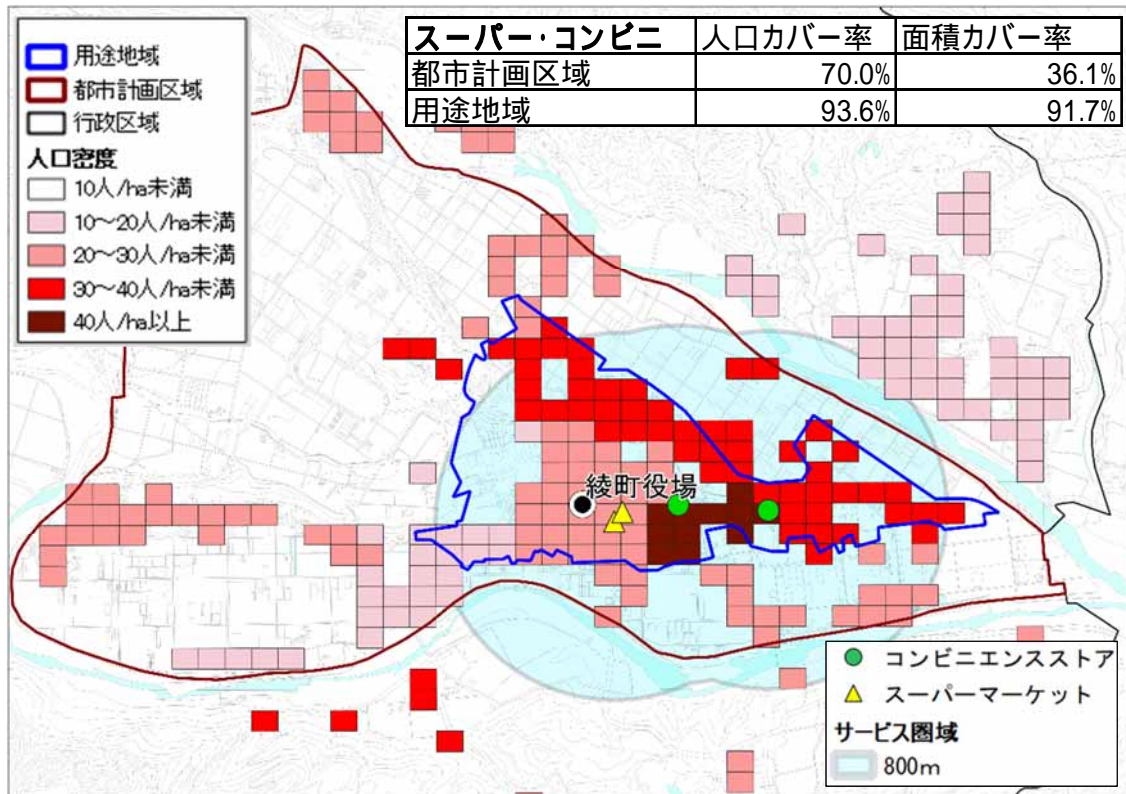 用途地域
都市計画区域
行政区域
人口密度
10人/ha未満
10～20人/ha未満
20～30人/ha未満
30～40人/ha未満
40人/ha以上
スーパー・コンビニ 人口カバー率 面積カバー率
都市計画区域 70.0% 36.1%
用途地域 93.6% 91.7%
綾町役場
コンビニエンスストア
スーパーマーケット
サービス圏域
800m